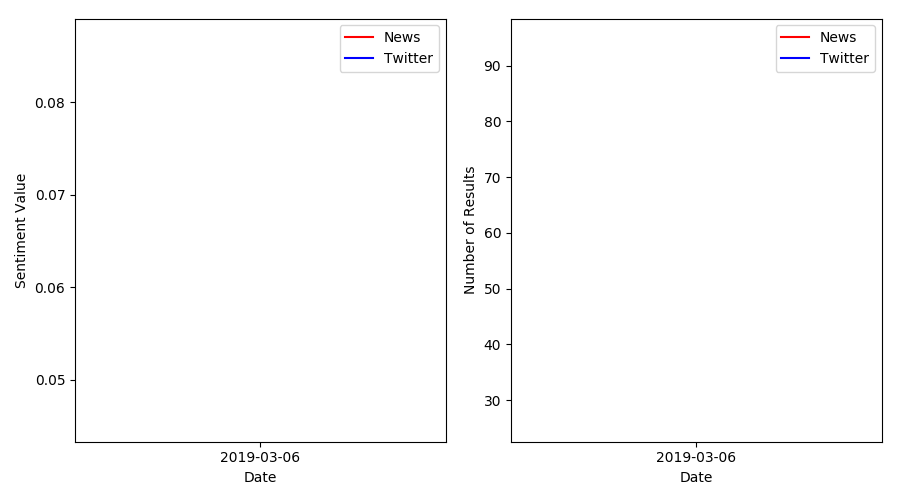 News
Twitter
0.08
0.07
0.06
0.05
Sentiment Value
2019-03-06
Date
News
Twitter
90
80
70
60
50
40
30
Number of Results
2019-03-06
Date